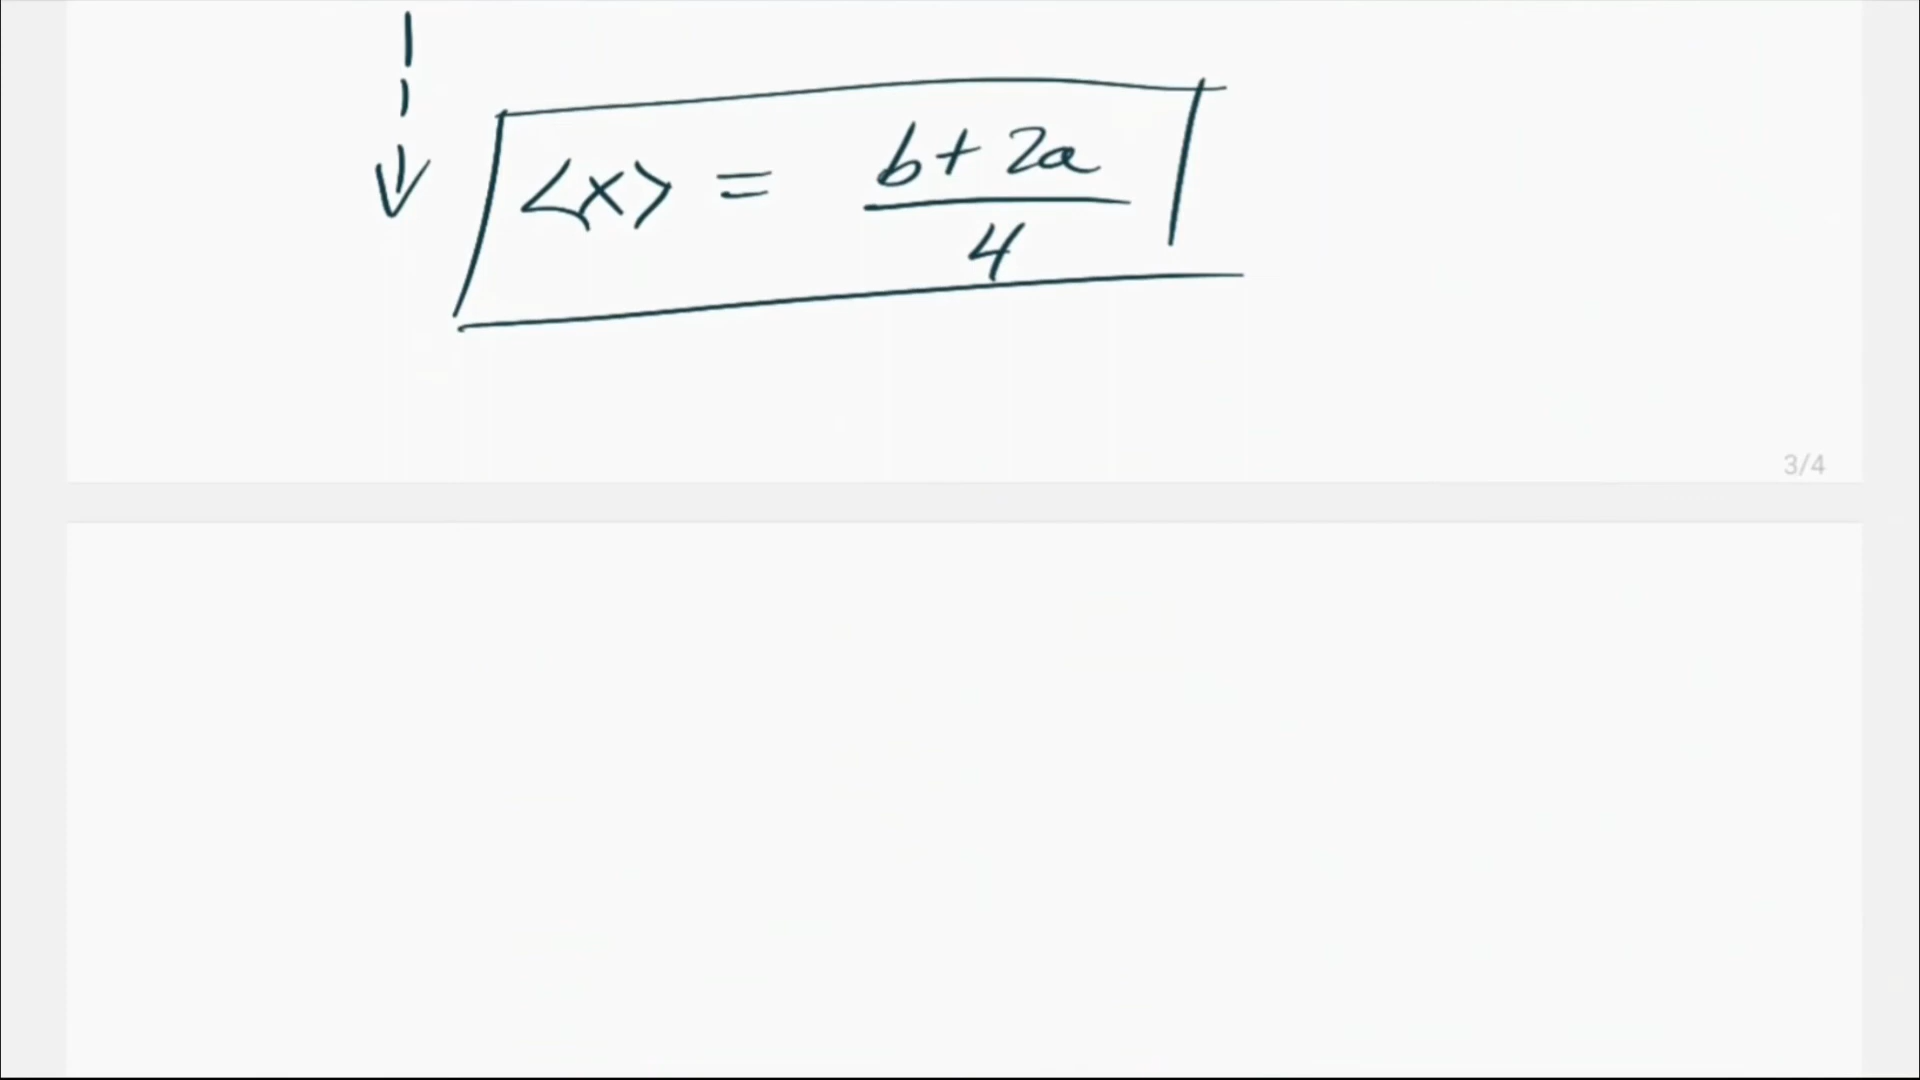 <x> = b + 2a / 4
3/4